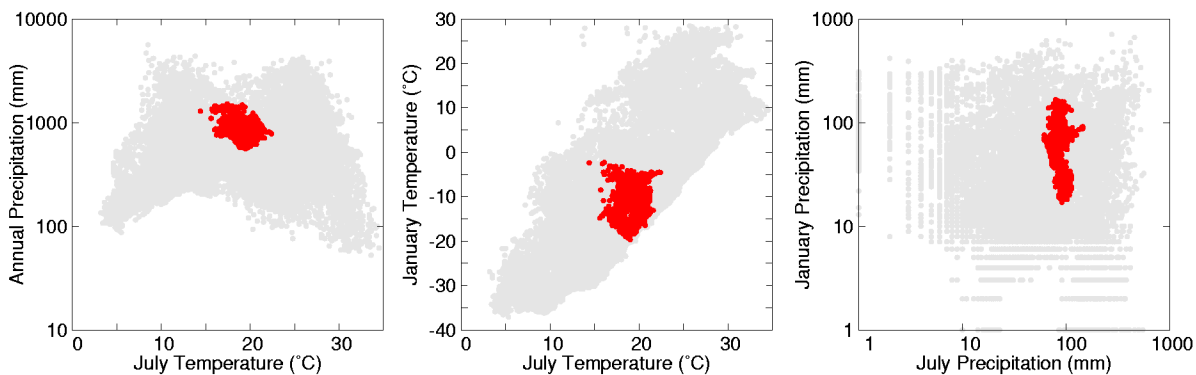 10000
1000
100
10
Annual Precipitation (mm)
0 10 20 30
July Temperature (˚C)
30
20
10
0
-10
-20
-30
-40
January Temperature (˚C)
0 10 20 30
July Temperature (˚C)
1000
100
10
1
January Precipitation (mm)
1 10 100 1000
July Precipitation (mm)